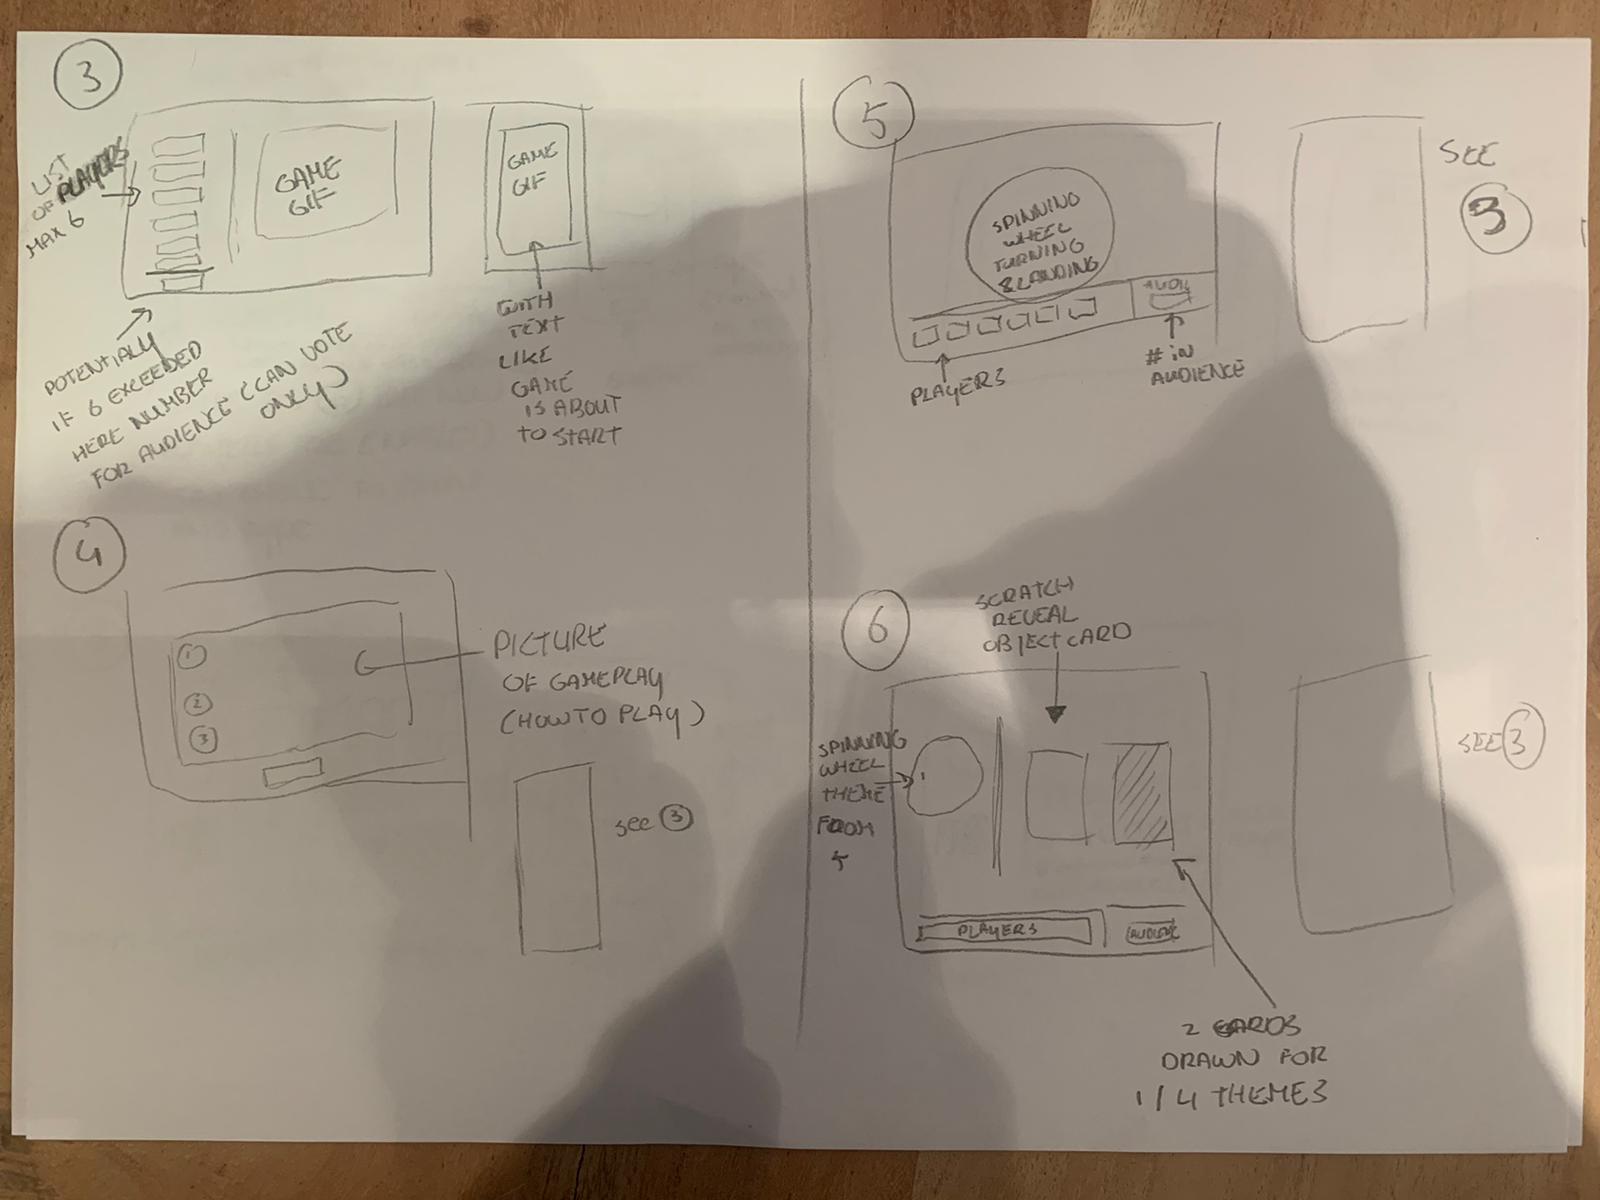 3
LIST
OF PLAYERS
MAX 6
GAME
GIF
GAME
GIF
POTENTIALLY
IF 6 EXCEEDED
HERE NUMBER
FOR AUDIENCE (CAN VOTE
ONLY)
WITH
TEXT
LIKE
GAME
IS ABOUT
TO START
4
1
2
3
PICTURE
OF GAMEPLAY
(HOW TO PLAY)
see 3
5
SPINNING
WHEEL
TURNING
& LANDING
AUDI
PLAYERS
# IN
AUDIENCE
SEE
3
6
SCRATCH
REVEAL
OBJECT CARD
SPINNING
WHEEL
THEME
FROM
5
PLAYERS
AUDIENCE
SEE 3
2 CARDS
DRAWN FOR
1/4 THEMES